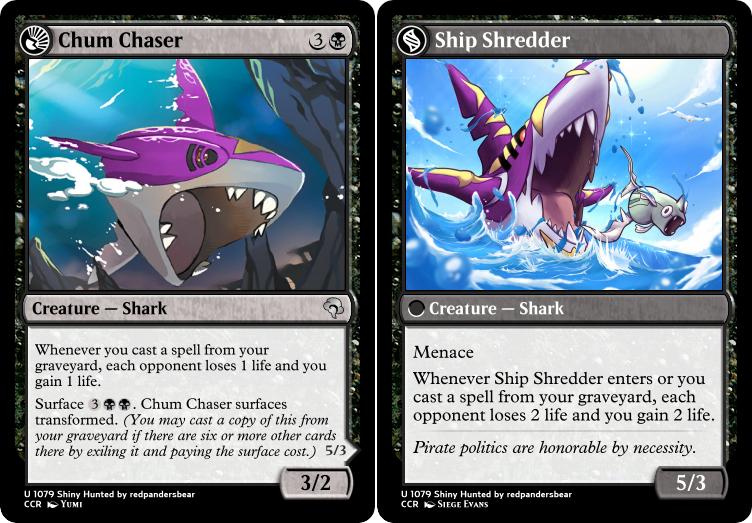 Chum Chaser 3
Creature — Shark
Whenever you cast a spell from your
graveyard, each opponent loses 1 life and you
gain 1 life.
Surface 3. Chum Chaser surfaces
transformed. (You may cast a copy of this from
your graveyard if there are six or more other cards
there by exiling it and paying the surface cost.) 5/3
3/2
U 1079 Shiny Hunted by redpandersbear
CCR Yumi
Ship Shredder
Creature — Shark
Menace
Whenever Ship Shredder enters or you
cast a spell from your graveyard, each
opponent loses 2 life and you gain 2 life.
Pirate politics are honorable by necessity.
5/3
U 1079 Shiny Hunted by redpandersbear
CCR Siege Evans